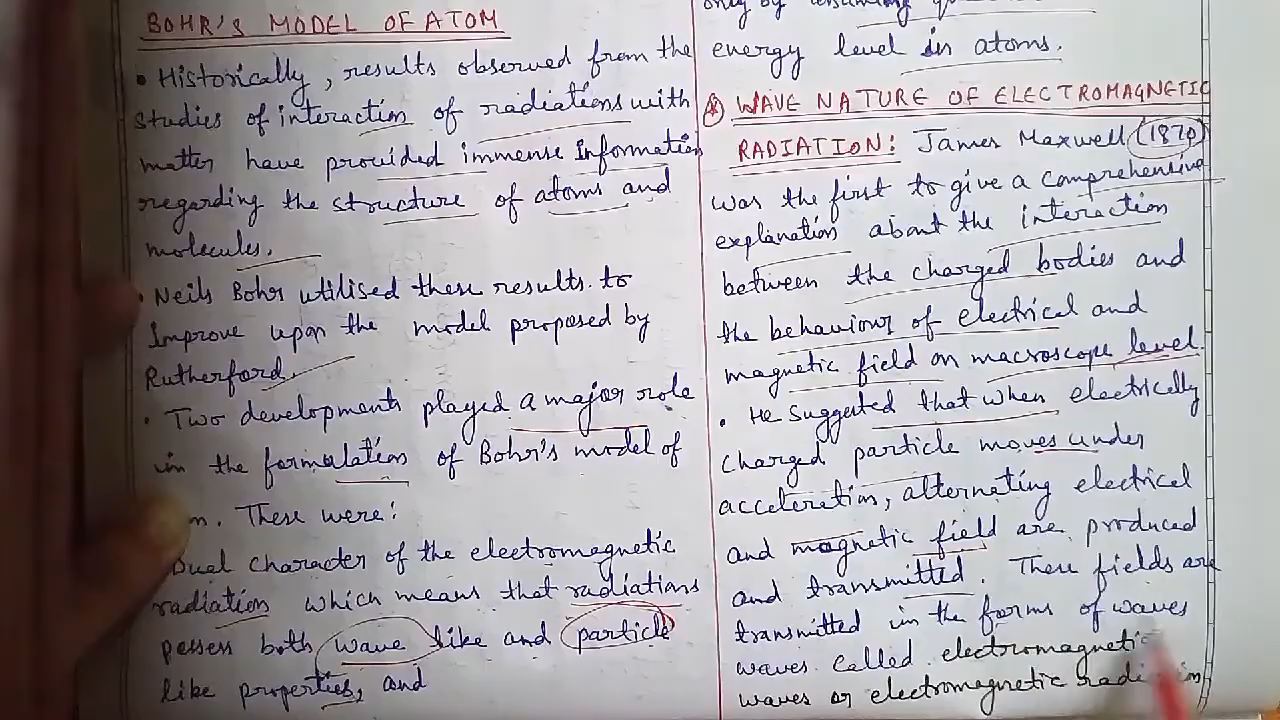 BOHR'S MODEL OF ATOM
• Historically, results observed from the
studies of interaction of radiations with
matter have provided immense information
regarding the structure of atoms and
molecules.
• Neils Bohr utilised these results to
Improve upon the model proposed by
Rutherford.
• Two developments played a major role
in the formulation of Bohr's model of
m. These were:
Dual character of the electromagnetic
radiation which means that radiations
possess both wave like and particle
like properties, and
only by
energy level in atoms.
WAVE NATURE OF ELECTROMAGNETIC
RADIATION: James Maxwell (1870)
was the first to give a comprehensive
explanation about the interaction
between the charged bodies and
the behaviour of electrical and
magnetic field on macroscope level.
• He suggested that when electrically
charged particle moves under
acceleration, alternating electrical
and magnetic field are produced
and transmitted. These fields are
transmitted in the forms of waves
waves called electromagnetic
waves or electromagnetic